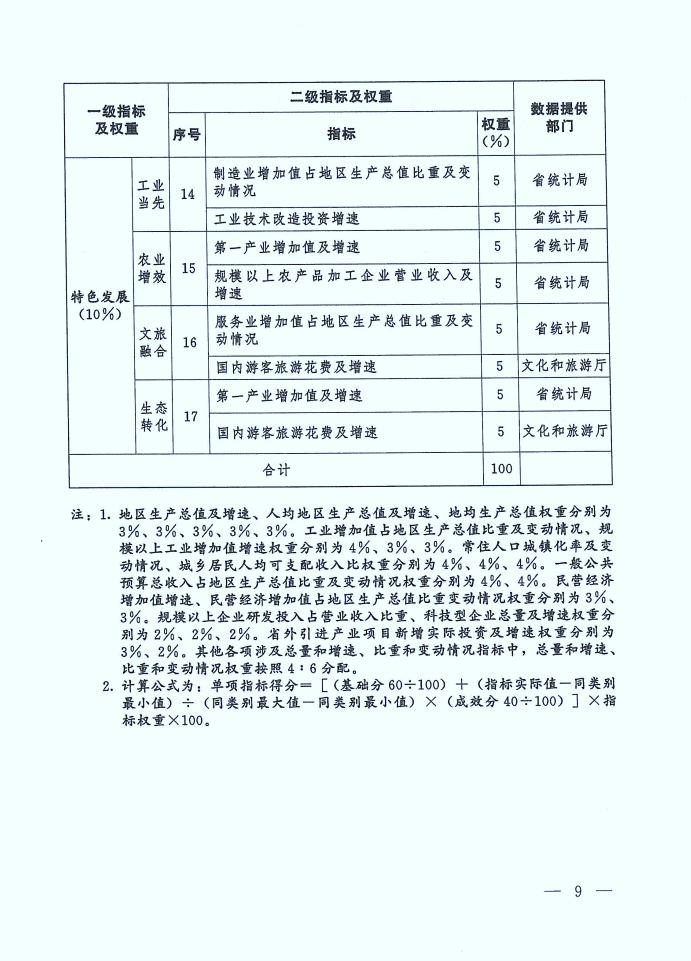 一级指标
及权重
二级指标及权重
数据提供
部门
序号
指标
权重
（%）
特色发展
（10%）
工业
当先
14
制造业增加值占地区生产总值比重及变
动情况
5
省统计局
工业技术改造投资增速
5
省统计局
农业
增效
15
第一产业增加值及增速
5
省统计局
规模以上农产品加工企业营业收入及
增速
5
省统计局
文旅
融合
16
服务业增加值占地区生产总值比重及变
动情况
5
省统计局
国内游客旅游花费及增速
5
文化和旅游厅
生态
转化
17
第一产业增加值及增速
5
省统计局
国内游客旅游花费及增速
5
文化和旅游厅
合计
100
注：1. 地区生产总值及增速、人均地区生产总值及增速、地均生产总值权重分别为
3%、3%、3%、3%、3%。工业增加值占地区生产总值比重及变动情况、规
模以上工业增加值增速权重分别为 4%、3%、3%。常住人口城镇化率及变
动情况、城乡居民人均可支配收入比权重分别为 4%、4%、4%。一般公共
预算总收入占地区生产总值比重及变动情况权重分别为 4%、4%。民营经济
增加值增速、民营经济增加值占地区生产总值比重变动情况权重分别为 3%、
3%。规模以上企业研发投入占营业收入比重、科技型企业总量及增速权重分
别为 2%、2%、2%。省外引进产业项目新增实际投资及增速权重分别为
3%、2%。其他各项涉及总量和增速、比重和变动情况指标中，总量和增速、
比重和变动情况权重按照 4∶6 分配。
2. 计算公式为：单项指标得分＝［（基础分 60÷100）＋（指标实际值－同类别
最小值）÷（同类别最大值－同类别最小值）×（成效分 40÷100）］×指
标权重×100。
— 9 —